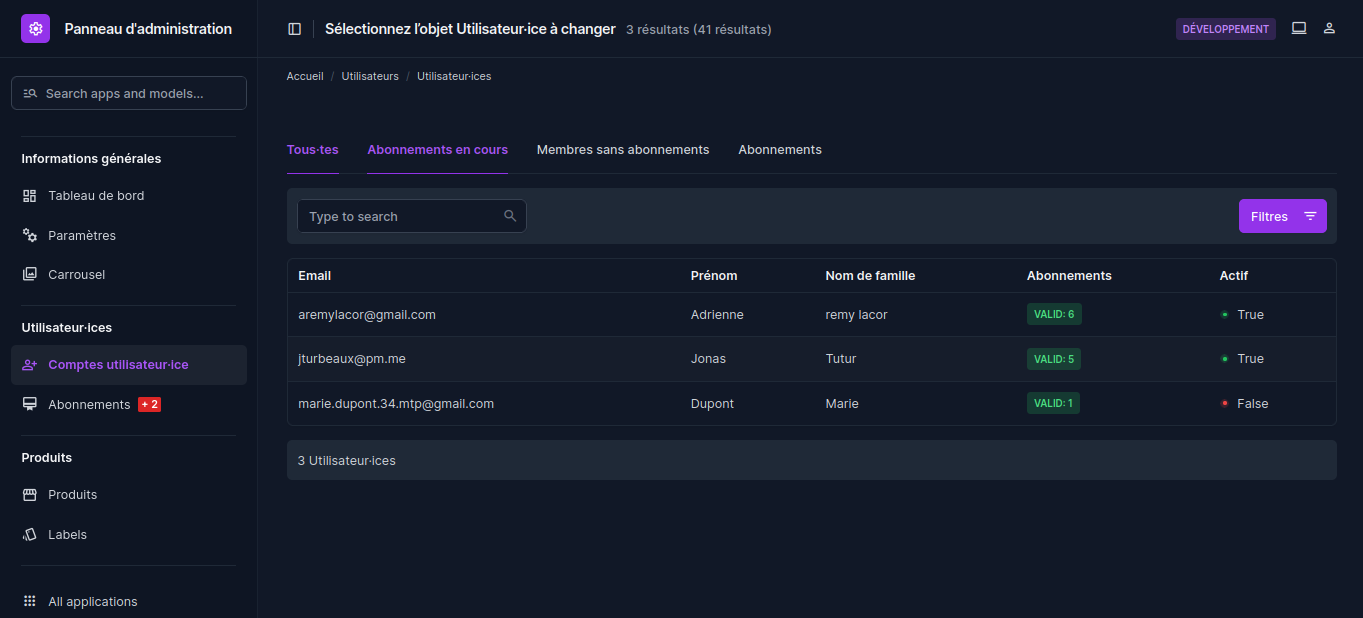 Panneau d'administration
Sélectionnez l'objet Utilisateur·ice à changer 3 résultats (41 résultats)
DÉVELOPPEMENT
Search apps and models...
Informations générales
Tableau de bord
Paramètres
Carrousel
Utilisateur·ices
Comptes utilisateur·ice
Abonnements + 2
Produits
Produits
Labels
All applications
Accueil / Utilisateurs / Utilisateur·ices
Tous·tes Abonnements en cours Membres sans abonnements Abonnements
Type to search
Filtres
Email Prénom Nom de famille Abonnements Actif
aremylacor@gmail.com Adrienne remy lacor VALID: 6 True
jturbeaux@pm.me Jonas Tutur VALID: 5 True
marie.dupont.34.mtp@gmail.com Dupont Marie VALID: 1 False
3 Utilisateur·ices